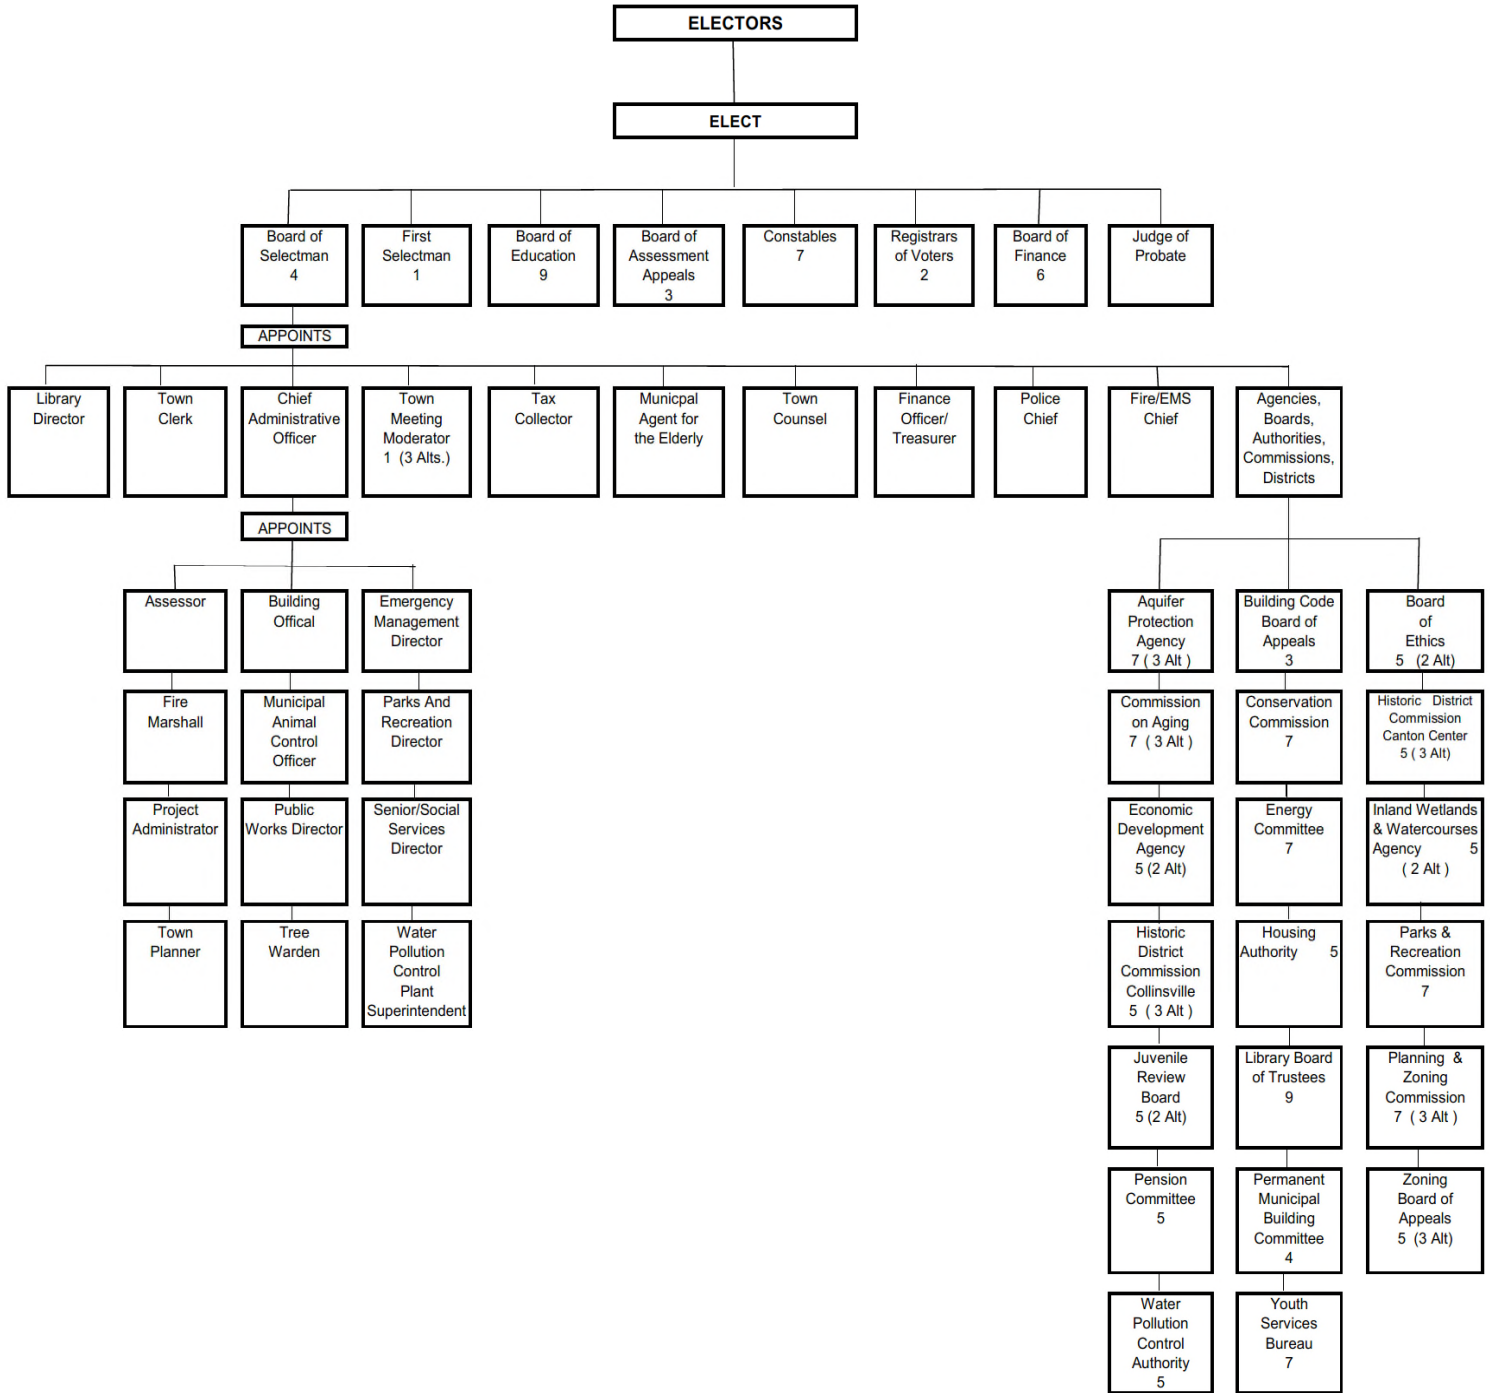 ELECTORS
ELECT
Board of
Selectman
4
First
Selectman
1
Board of
Education
9
Board of
Assessment
Appeals
3
Constables
7
Registrars
of Voters
2
Board of
Finance
6
Judge of
Probate
APPOINTS
Library
Director
Town
Clerk
Chief
Administrative
Officer
Town
Meeting
Moderator
1 (3 Alts.)
Tax
Collector
Municpal
Agent for
the Elderly
Town
Counsel
Finance
Officer/
Treasurer
Police
Chief
Fire/EMS
Chief
Agencies,
Boards,
Authorities,
Commissions,
Districts
APPOINTS
Assessor
Building
Offical
Emergency
Management
Director
Aquifer
Protection
Agency
7 ( 3 Alt )
Building Code
Board of
Appeals
3
Board
of
Ethics
5 (2 Alt)
Fire
Marshall
Municipal
Animal
Control
Officer
Parks And
Recreation
Director
Commission
on Aging
7 ( 3 Alt )
Conservation
Commission
7
Historic District
Commission
Canton Center
5 ( 3 Alt)
Project
Administrator
Public
Works Director
Senior/Social
Services
Director
Economic
Development
Agency
5 (2 Alt)
Energy
Committee
7
Inland Wetlands
& Watercourses
Agency 5
( 2 Alt )
Town
Planner
Tree
Warden
Water
Pollution
Control
Plant
Superintendent
Historic
District
Commission
Collinsville
5 ( 3 Alt )
Housing
Authority 5
Parks &
Recreation
Commission
7
Juvenile
Review
Board
5 (2 Alt)
Library Board
of Trustees
9
Planning &
Zoning
Commission
7 ( 3 Alt )
Pension
Committee
5
Permanent
Municipal
Building
Committee
4
Zoning
Board of
Appeals
5 (3 Alt)
Water
Pollution
Control
Authority
5
Youth
Services
Bureau
7